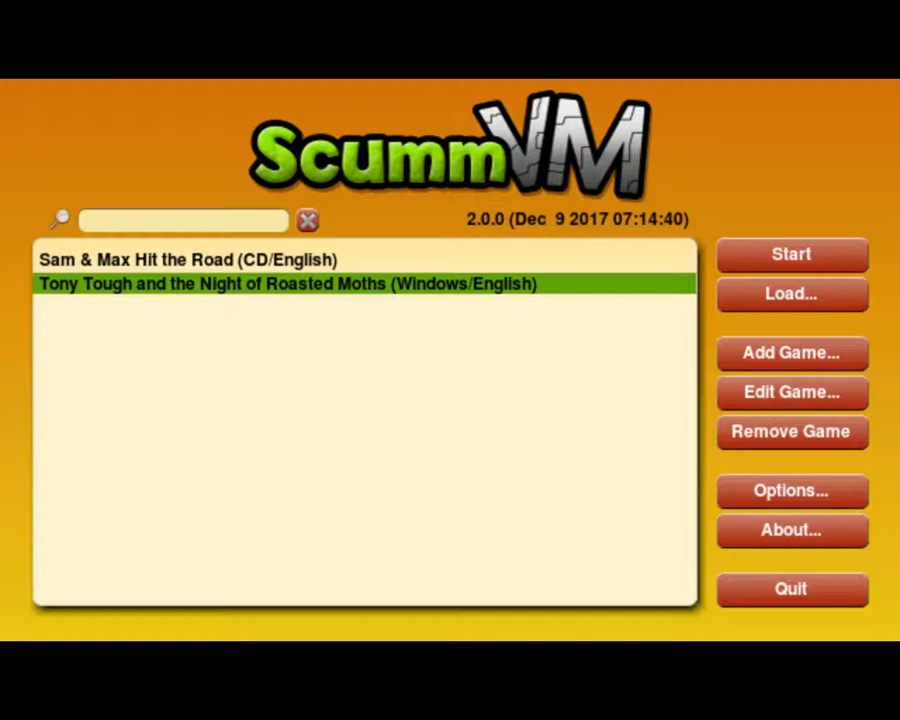 ScummVM
2.0.0 (Dec  9 2017 07:14:40)
Sam & Max Hit the Road (CD/English)
Tony Tough and the Night of Roasted Moths (Windows/English)
Start
Load...
Add Game...
Edit Game...
Remove Game
Options...
About...
Quit